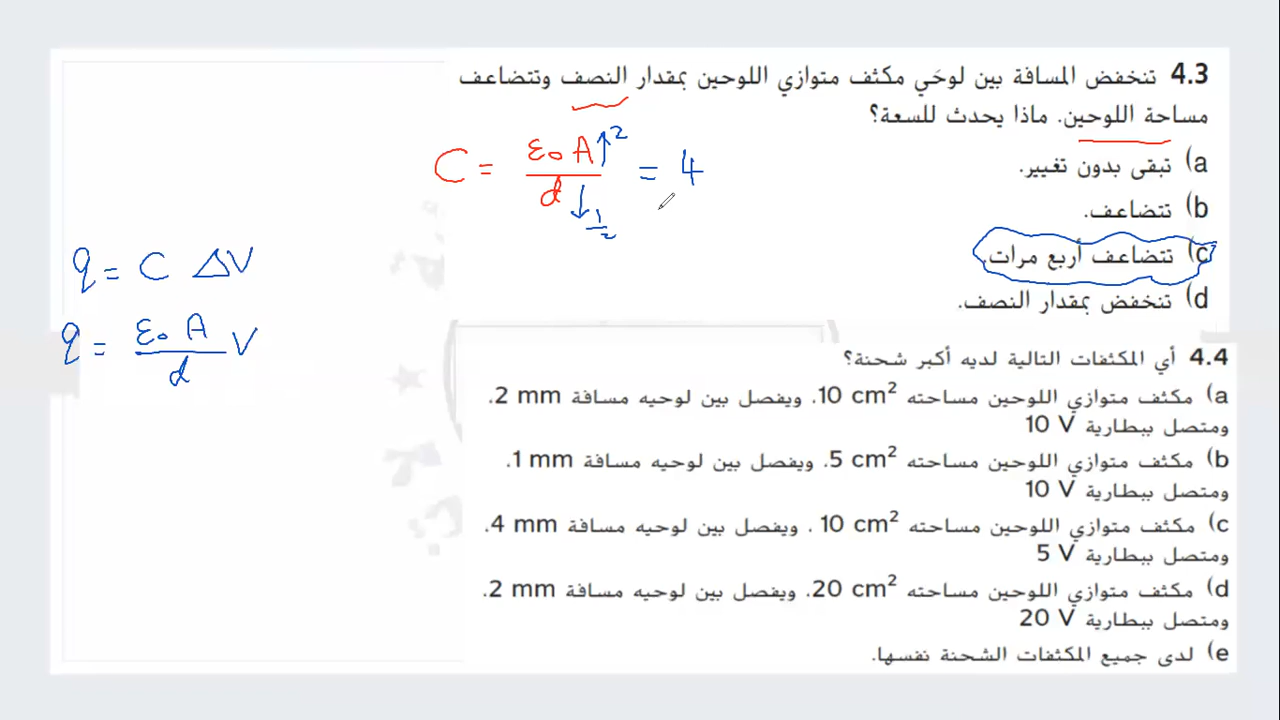 4.3 تنخفض المسافة بين لوحَي مكثف متوازي اللوحين بمقدار النصف وتتضاعف
مساحة اللوحين. ماذا يحدث للسعة؟
C = ε₀ A ↑ 2 / d ↓ 1/2 = 4
a) تبقى بدون تغيير.
b) تتضاعف.
c) تتضاعف أربع مرات.
d) تنخفض بمقدار النصف.
q = C ΔV
q = ε₀ A / d V
4.4 أي المكثفات التالية لديه أكبر شحنة؟
a) مكثف متوازي اللوحين مساحته 10 cm². ويفصل بين لوحيه مسافة 2 mm.
ومتصل ببطارية 10 V
b) مكثف متوازي اللوحين مساحته 5 cm². ويفصل بين لوحيه مسافة 1 mm.
ومتصل ببطارية 10 V
c) مكثف متوازي اللوحين مساحته 10 cm². ويفصل بين لوحيه مسافة 4 mm.
ومتصل ببطارية 5 V
d) مكثف متوازي اللوحين مساحته 20 cm². ويفصل بين لوحيه مسافة 2 mm.
ومتصل ببطارية 20 V
e) لدى جميع المكثفات الشحنة نفسها.